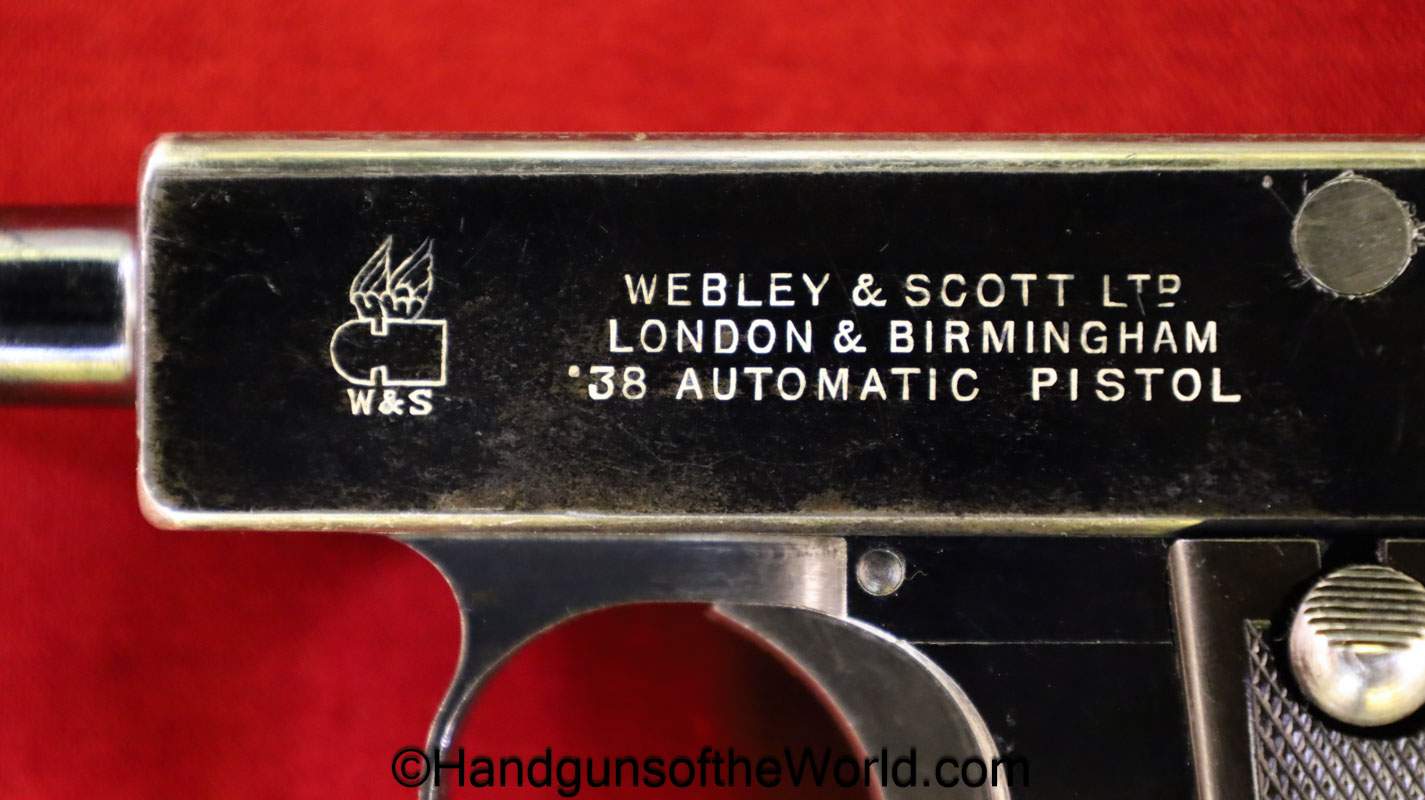 WEBLEY & SCOTT LTD
LONDON & BIRMINGHAM
·38 AUTOMATIC PISTOL
W&S
©HandgunsoftheWorld.com